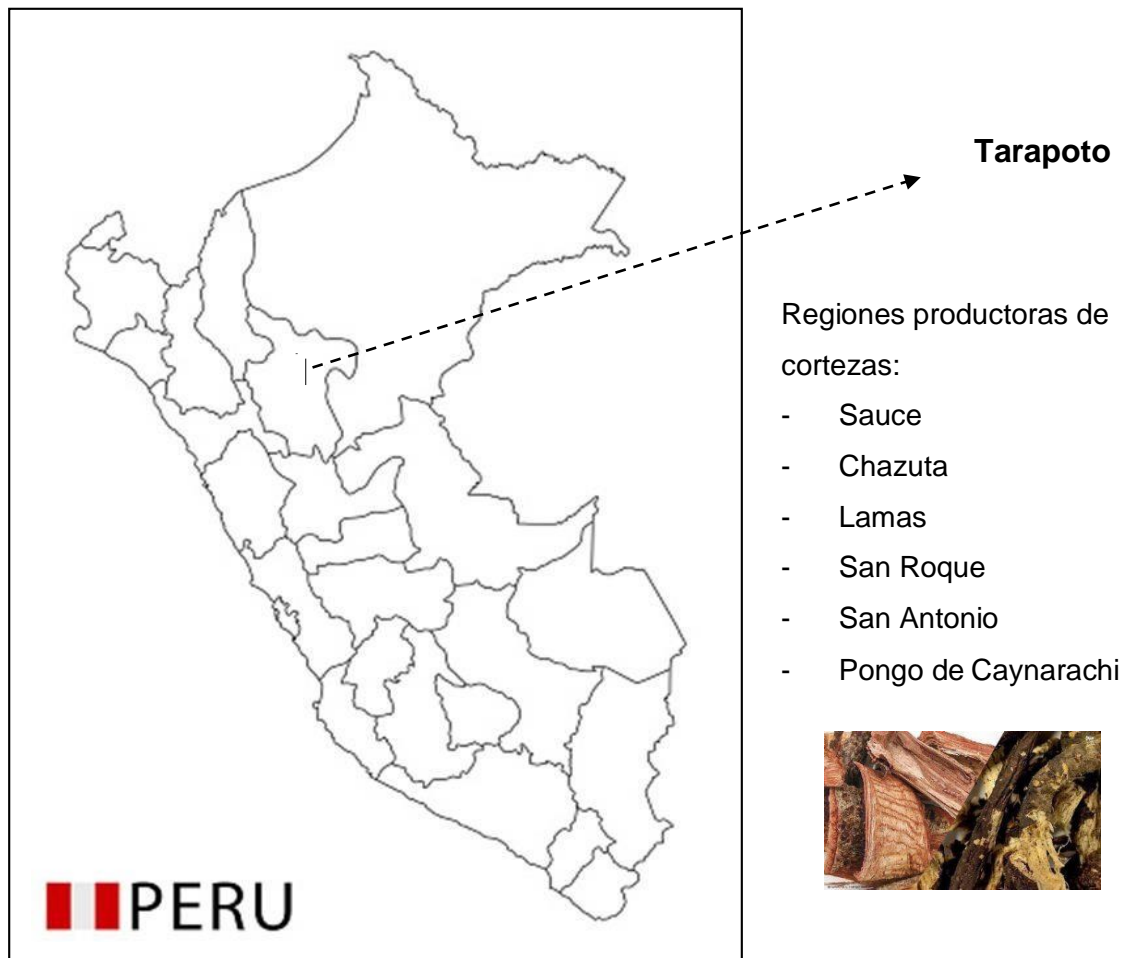 Tarapoto
Regiones productoras de
cortezas:
- Sauce
- Chazuta
- Lamas
- San Roque
- San Antonio
- Pongo de Caynarachi
PERU